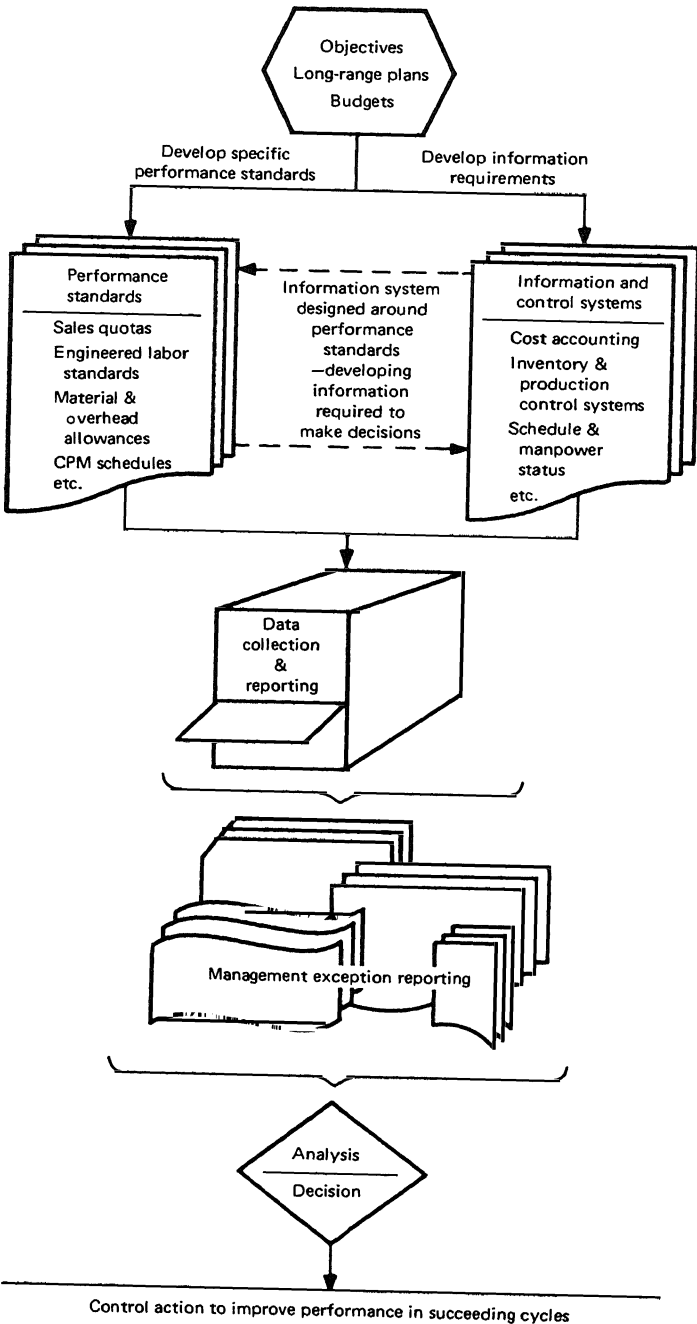 Objectives
Long-range plans
Budgets
Develop specific
performance standards
Develop information
requirements
Performance
standards
Sales quotas
Engineered labor
standards
Material &
overhead
allowances
CPM schedules
etc.
Information system
designed around
performance
standards
—developing
information
required to
make decisions
Information and
control systems
Cost accounting
Inventory &
production
control systems
Schedule &
manpower
status
etc.
Data
collection
&
reporting
Management exception reporting
Analysis
Decision
Control action to improve performance in succeeding cycles